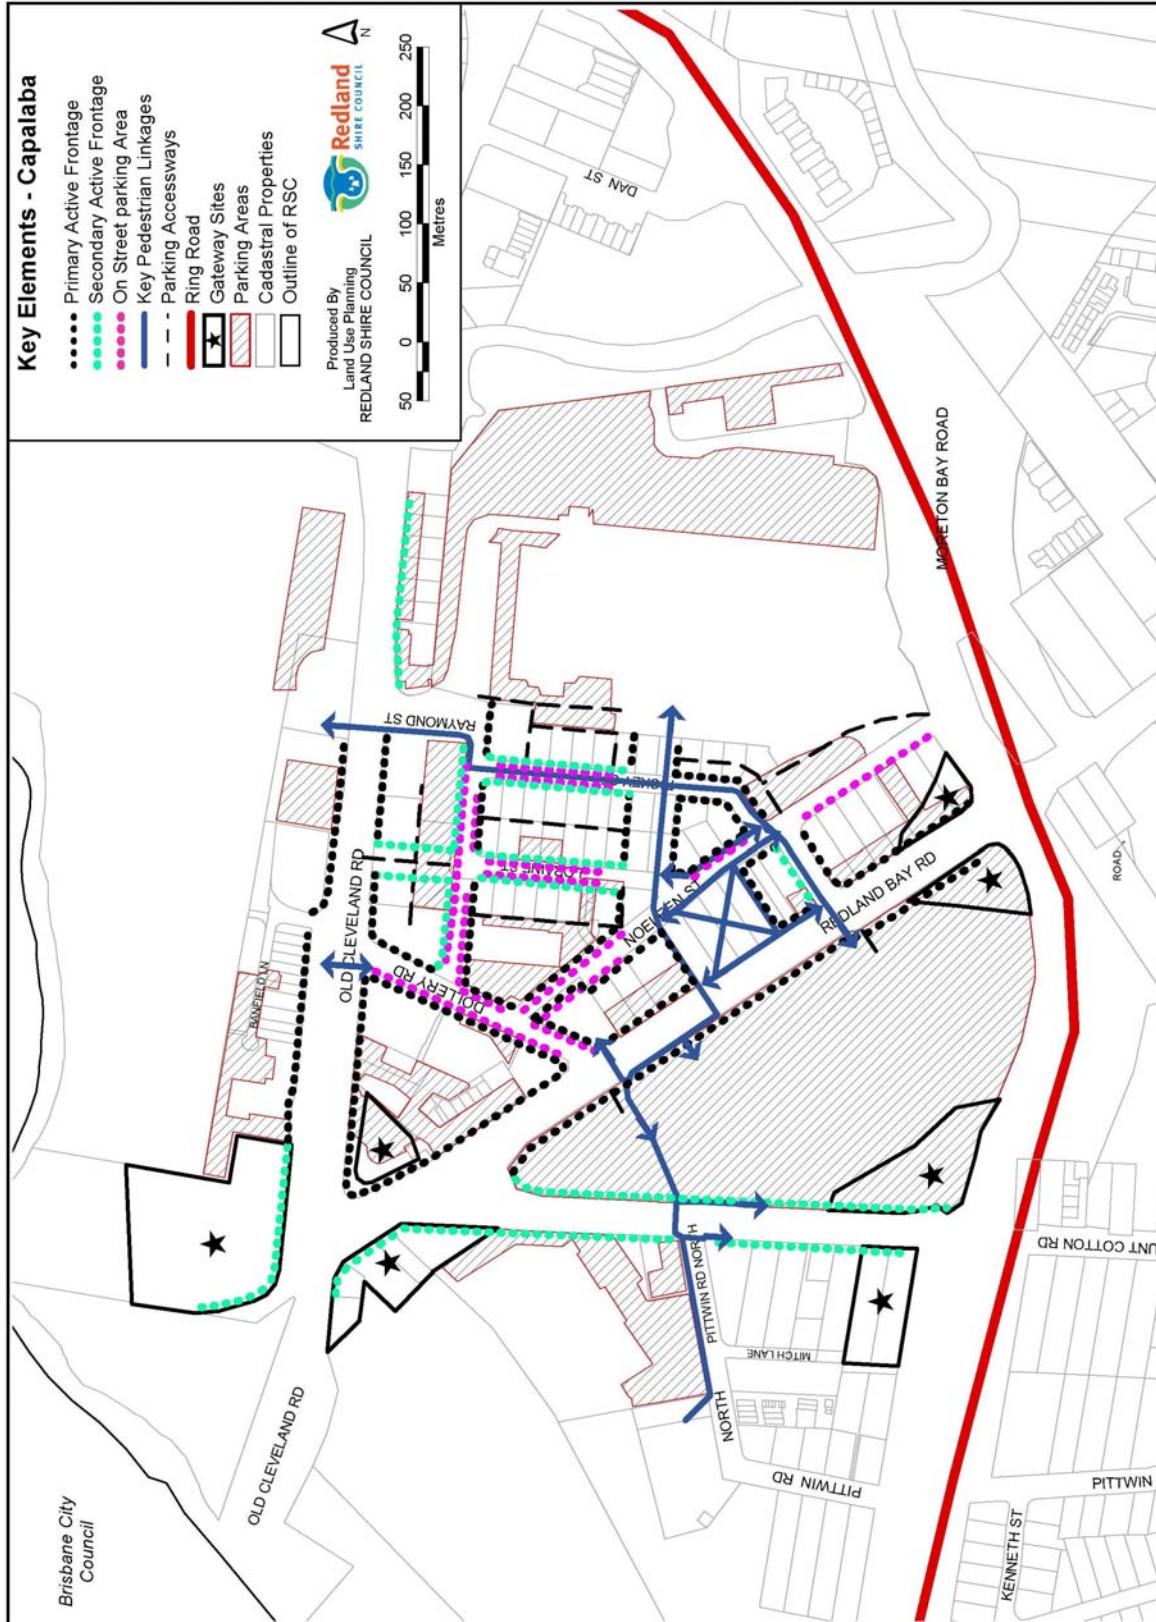 Key Elements - Capalaba
Primary Active Frontage
Secondary Active Frontage
On Street parking Area
Key Pedestrian Linkages
Parking Accessways
Ring Road
Gateway Sites
Parking Areas
Cadastral Properties
Outline of RSC
Produced By
Land Use Planning
REDLAND SHIRE COUNCIL
Redland
SHIRE COUNCIL
N
50 0 50 100 150 200 250
Metres
Brisbane City
Council
OLD CLEVELAND RD
OLD CLEVELAND RD
BANFIELD LN
DOLLERY RD
RAYMOND ST
NOELEEN ST
REDLAND BAY RD
DAN ST
MORETON BAY ROAD
ROAD
PITTWIN RD NORTH
MITCH LANE
NORTH
PITTWIN RD
UNT COTTON RD
KENNETH ST
PITTWIN